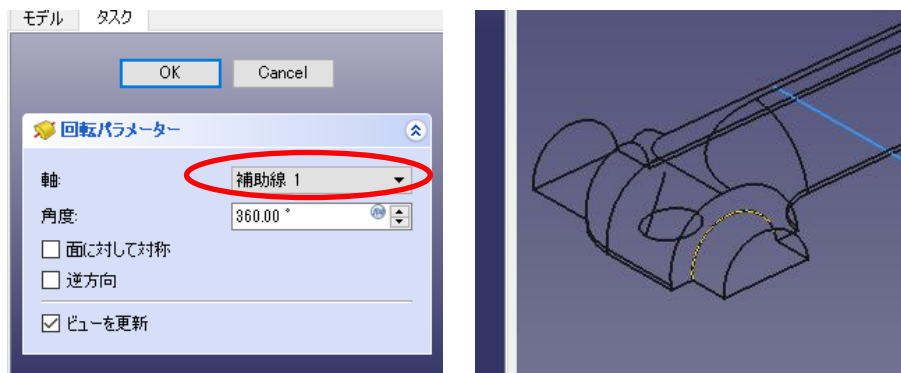 モデル タスク
OK Cancel
回転パラメーター
軸: 補助線 1
角度: 360.00 °
面に対して対称
逆方向
ビューを更新